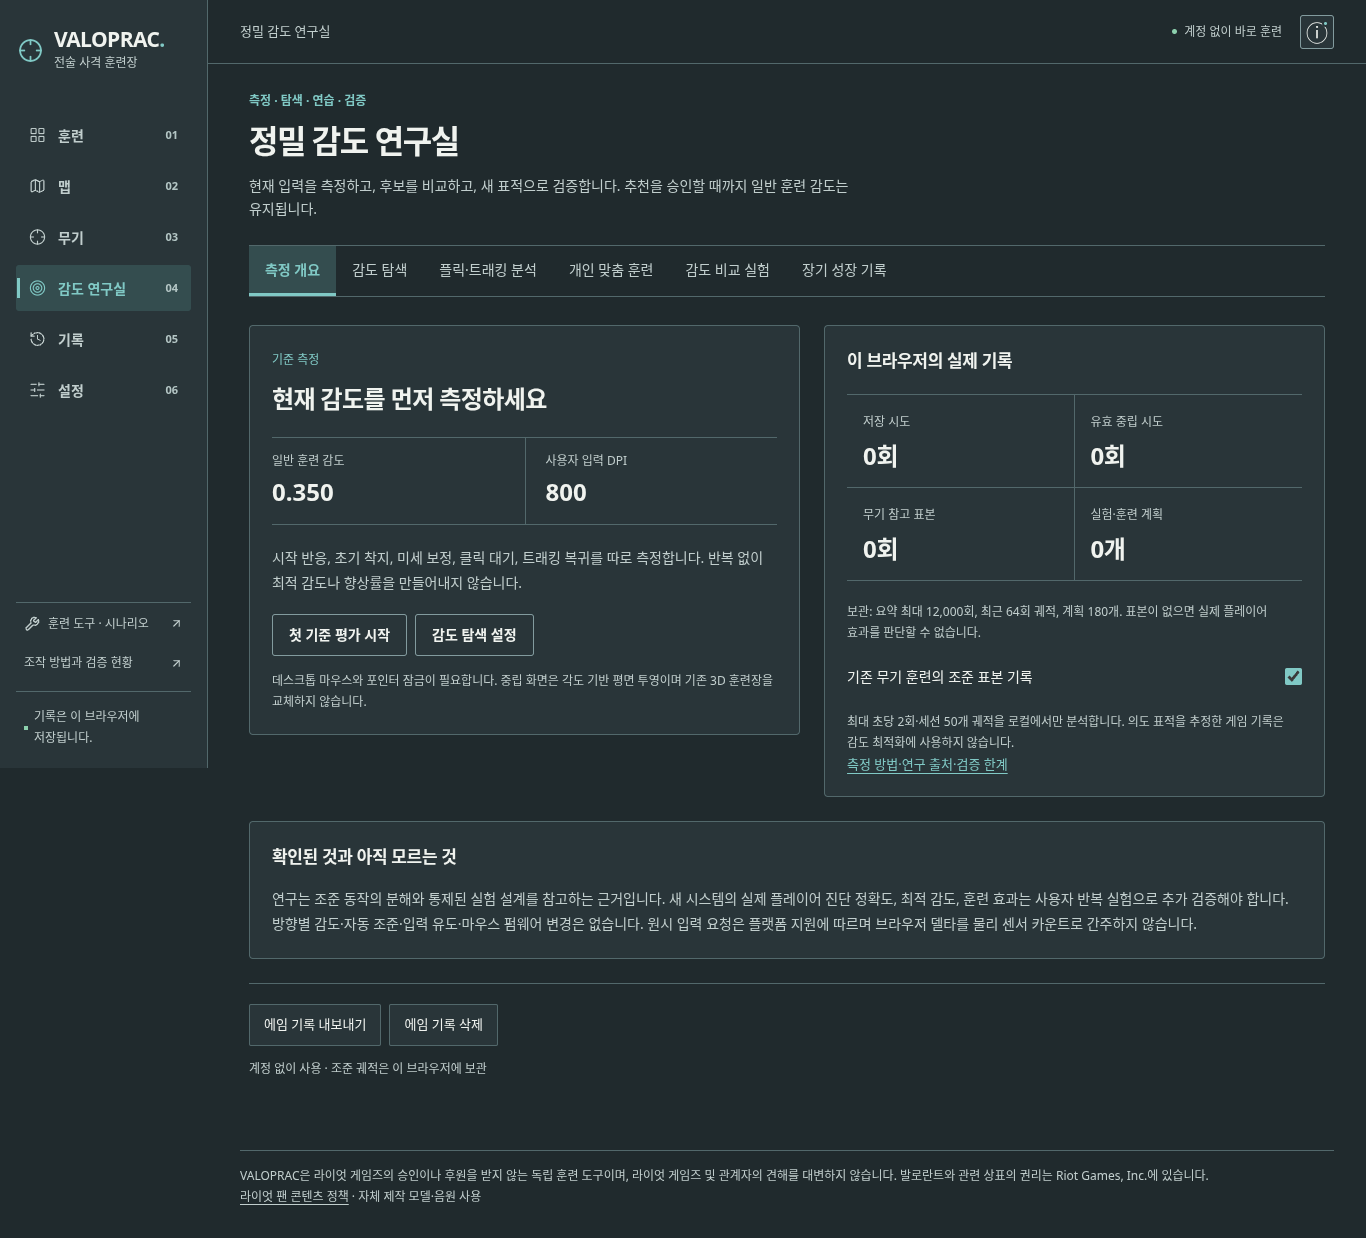 VALOPRAC.
전술 사격 훈련장
훈련 01
맵 02
무기 03
감도 연구실 04
기록 05
설정 06
훈련 도구 · 시나리오
조작 방법과 검증 현황
기록은 이 브라우저에
저장됩니다.
정밀 감도 연구실
계정 없이 바로 훈련
측정 · 탐색 · 연습 · 검증
정밀 감도 연구실
현재 입력을 측정하고, 후보를 비교하고, 새 표적으로 검증합니다. 추천을 승인할 때까지 일반 훈련 감도는
유지됩니다.
측정 개요 감도 탐색 플릭·트래킹 분석 개인 맞춤 훈련 감도 비교 실험 장기 성장 기록
기준 측정
현재 감도를 먼저 측정하세요
일반 훈련 감도 사용자 입력 DPI
0.350 800
시작 반응, 초기 착지, 미세 보정, 클릭 대기, 트래킹 복귀를 따로 측정합니다. 반복 없이
최적 감도나 향상률을 만들어내지 않습니다.
첫 기준 평가 시작 감도 탐색 설정
데스크톱 마우스와 포인터 잠금이 필요합니다. 중립 화면은 각도 기반 평면 투영이며 기존 3D 훈련장을
교체하지 않습니다.
이 브라우저의 실제 기록
저장 시도 유효 중립 시도
0회 0회
무기 참고 표본 실험·훈련 계획
0회 0개
보관: 요약 최대 12,000회, 최근 64회 궤적, 계획 180개. 표본이 없으면 실제 플레이어
효과를 판단할 수 없습니다.
기존 무기 훈련의 조준 표본 기록
최대 초당 2회·세션 50개 궤적을 로컬에서만 분석합니다. 의도 표적을 추정한 게임 기록은
감도 최적화에 사용하지 않습니다.
측정 방법·연구 출처·검증 한계
확인된 것과 아직 모르는 것
연구는 조준 동작의 분해와 통제된 실험 설계를 참고하는 근거입니다. 새 시스템의 실제 플레이어 진단 정확도, 최적 감도, 훈련 효과는 사용자 반복 실험으로 추가 검증해야 합니다.
방향별 감도·자동 조준·입력 유도·마우스 펌웨어 변경은 없습니다. 원시 입력 요청은 플랫폼 지원에 따르며 브라우저 델타를 물리 센서 카운트로 간주하지 않습니다.
에임 기록 내보내기 에임 기록 삭제
계정 없이 사용 · 조준 궤적은 이 브라우저에 보관
VALOPRAC은 라이엇 게임즈의 승인이나 후원을 받지 않는 독립 훈련 도구이며, 라이엇 게임즈 및 관계자의 견해를 대변하지 않습니다. 발로란트와 관련 상표의 권리는 Riot Games, Inc.에 있습니다.
라이엇 팬 콘텐츠 정책 · 자체 제작 모델·음원 사용